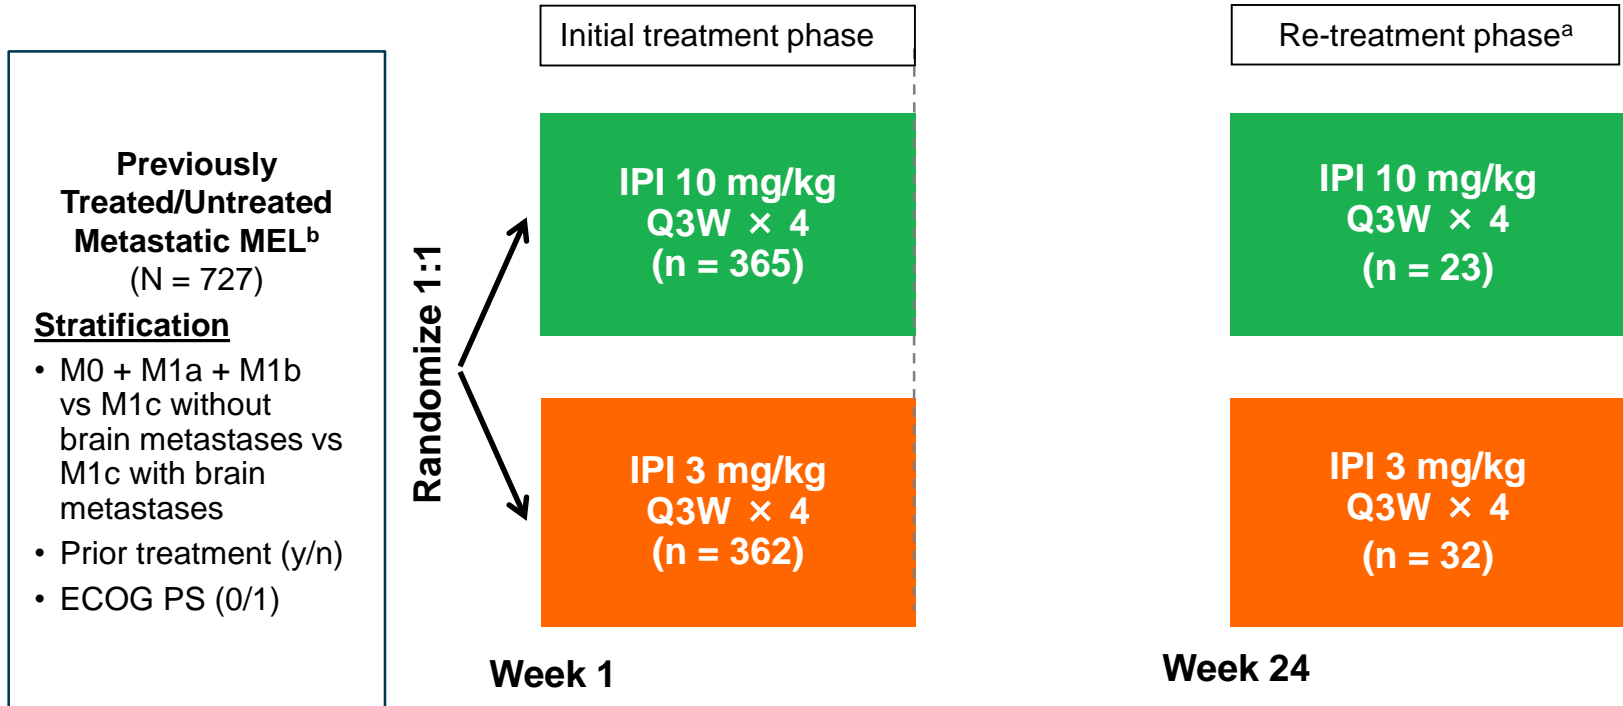 Initial treatment phase
Re-treatment phaseᵃ
Previously
Treated/Untreated
Metastatic MELᵇ
(N = 727)
Stratification
• M0 + M1a + M1b
vs M1c without
brain metastases vs
M1c with brain
metastases
• Prior treatment (y/n)
• ECOG PS (0/1)
Randomize 1:1
IPI 10 mg/kg
Q3W × 4
(n = 365)
IPI 3 mg/kg
Q3W × 4
(n = 362)
IPI 10 mg/kg
Q3W × 4
(n = 23)
IPI 3 mg/kg
Q3W × 4
(n = 32)
Week 1
Week 24